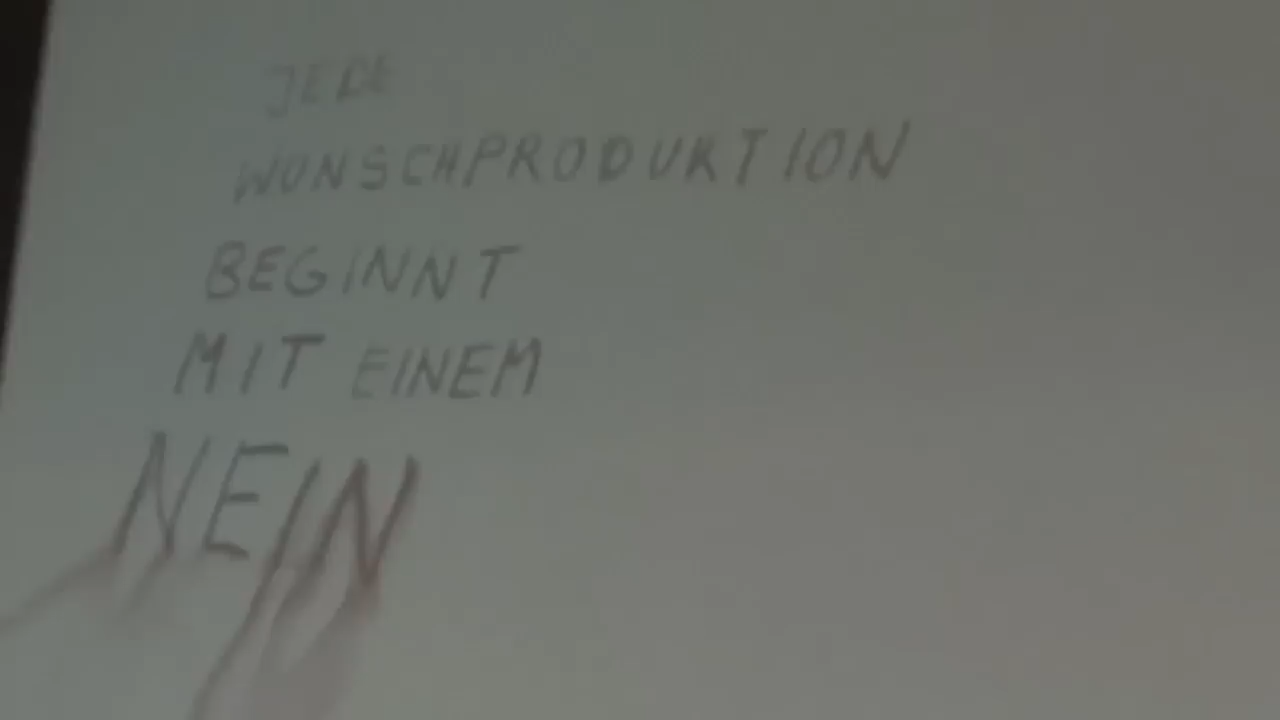 JEDE
WUNSCHPRODUKTION
BEGINNT
MIT EINEM
NEIN